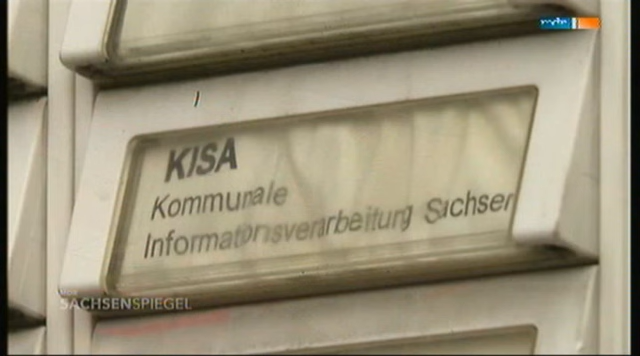 mdr
KISA
Kommunale
Informationsverarbeitung Sachsen
SACHSENSPIEGEL